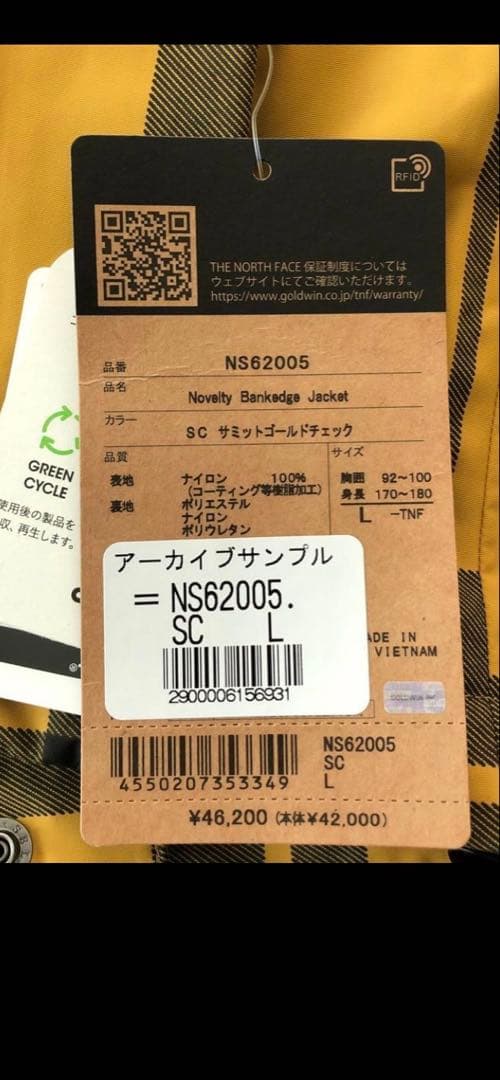 RFID
THE NORTH FACE 保証制度については
ウェブサイトにてご確認いただけます。
https://www.goldwin.co.jp/tnf/warranty/
品番 NS62005
品名 Novelty Bankedge Jacket
カラー SC サミットゴールドチェック
品質
表地 ナイロン 100%
(コーティング等樹脂加工)
裏地 ポリエステル
ナイロン
ポリウレタン
サイズ
胸囲 92~100
身長 170~180
L -TNF
アーカイブサンプル
= NS62005.
SC L
2900006156931
ADE IN
VIETNAM
GOLDWIN
4550207353349
NS62005
SC
L
¥46,200 (本体¥42,000)
GREEN
CYCLE
使用後の製品を
収、再生します。